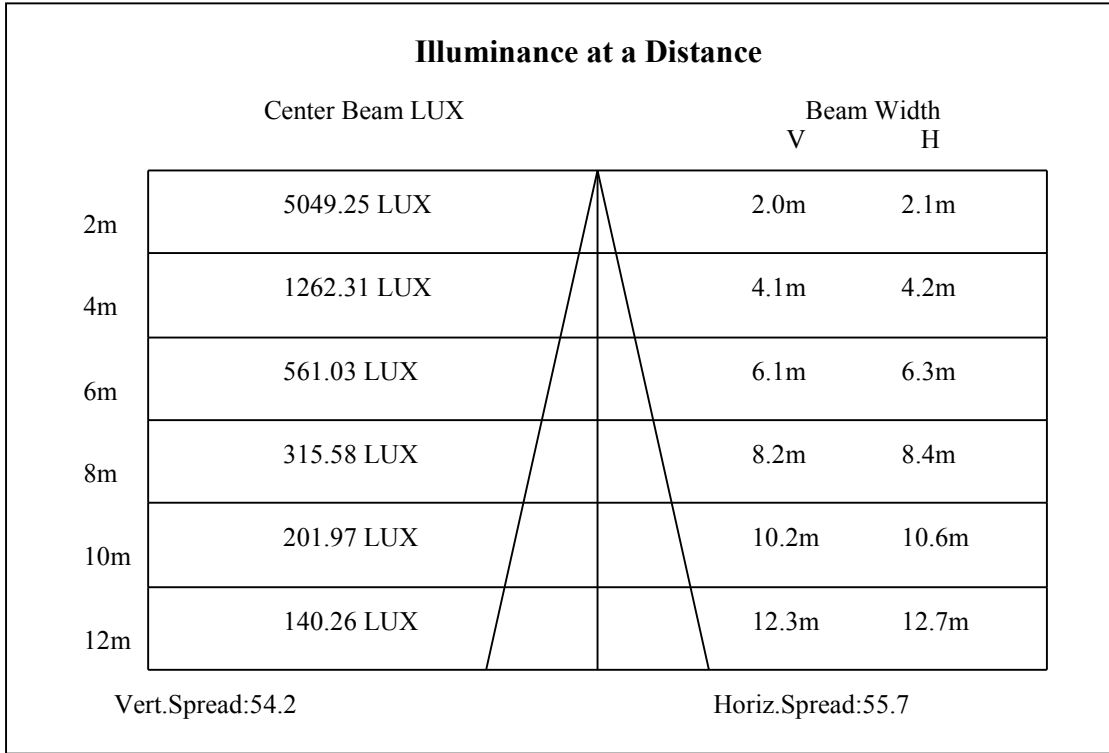 Illuminance at a Distance
Center Beam LUX Beam Width
V H
2m 5049.25 LUX 2.0m 2.1m
4m 1262.31 LUX 4.1m 4.2m
6m 561.03 LUX 6.1m 6.3m
8m 315.58 LUX 8.2m 8.4m
10m 201.97 LUX 10.2m 10.6m
12m 140.26 LUX 12.3m 12.7m
Vert.Spread:54.2 Horiz.Spread:55.7